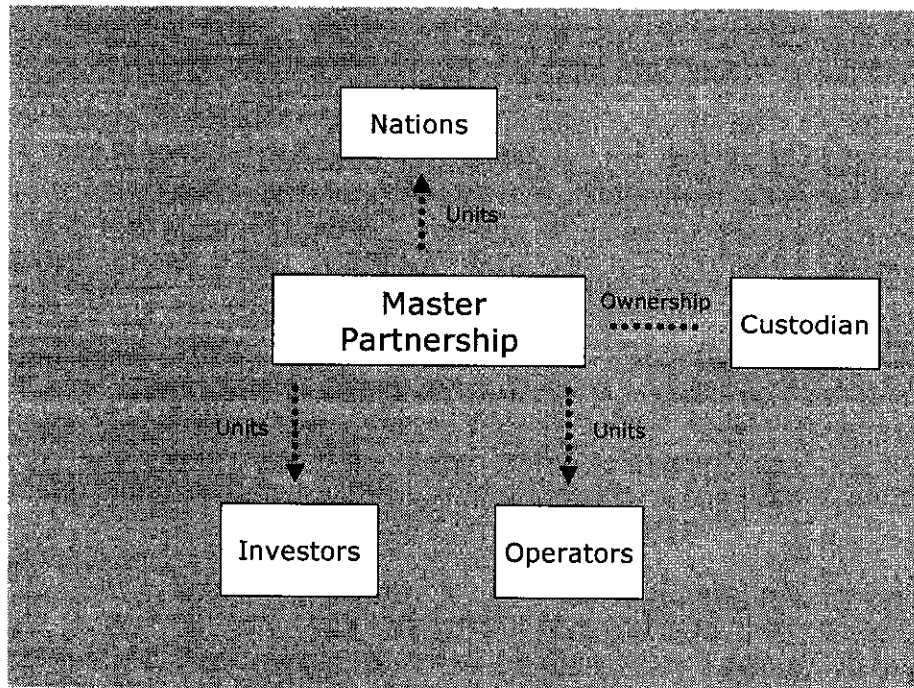 Nations
Units
Master
Partnership
Ownership
Custodian
Units
Units
Investors
Operators